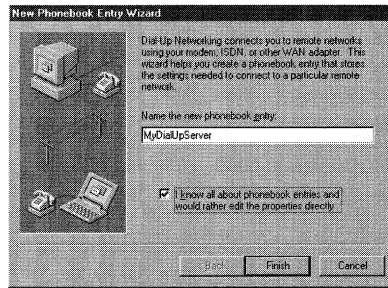 New Phonebook Entry Wizard
Dial-Up Networking connects you to remote networks
using your modem, ISDN, or other WAN adapter. This
wizard helps you create a phonebook entry that stores
the settings needed to connect to a particular remote
network.
Name the new phonebook entry:
MyDialUpServer
I know all about phonebook entries and
would rather edit the properties directly
Back
Finish
Cancel